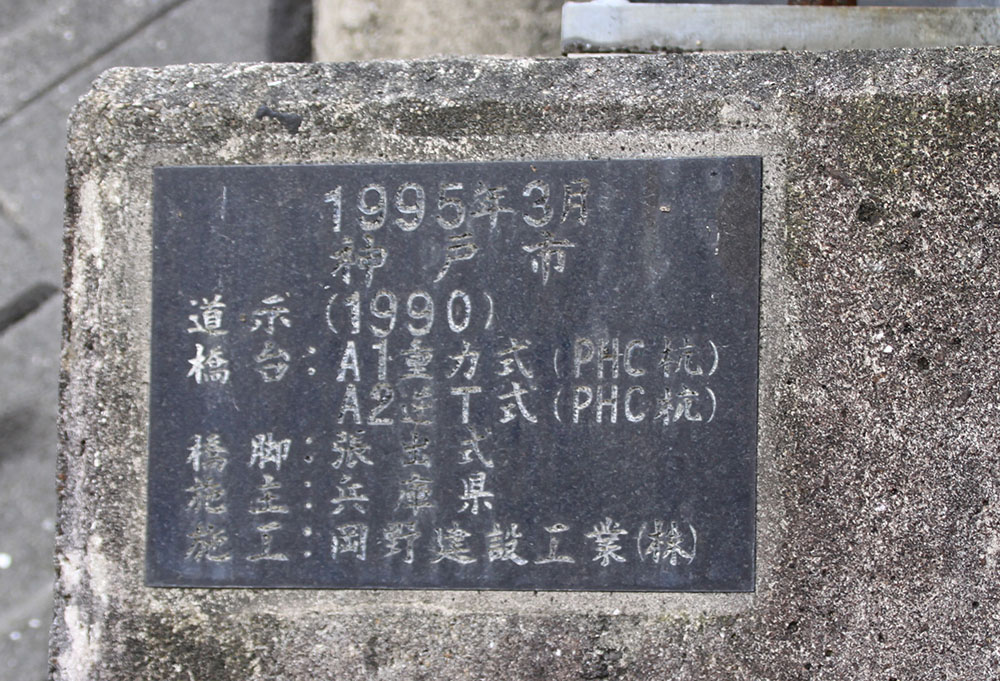 1995年3月
神戸市
道示(1990)
橋台:A1重力式(PHC杭)
A2逆T式(PHC杭)
橋脚:張出式
施主:兵庫県
施工:岡野建設工業(株)